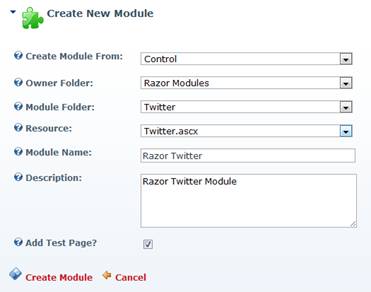 Create New Module
Create Module From: Control
Owner Folder: Razor Modules
Module Folder: Twitter
Resource: Twitter.ascx
Module Name: Razor Twitter
Description: Razor Twitter Module
Add Test Page?
Create Module Cancel